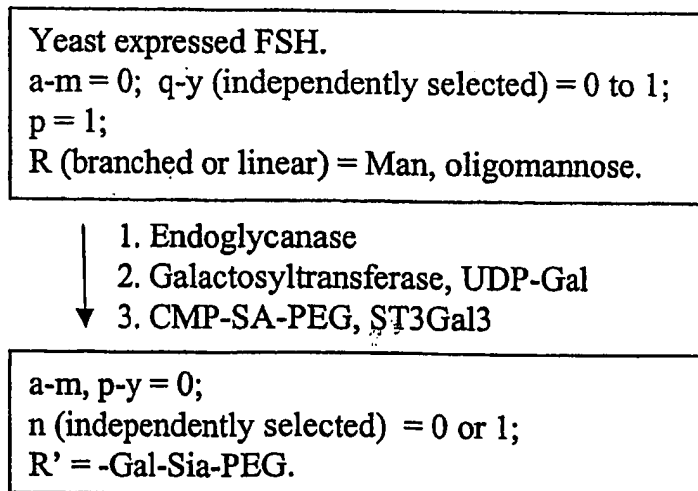 Yeast expressed FSH.
a-m = 0; q-y (independently selected) = 0 to 1;
p = 1;
R (branched or linear) = Man, oligomannose.
1. Endoglycanase
2. Galactosyltransferase, UDP-Gal
3. CMP-SA-PEG, ST3Gal3
a-m, p-y = 0;
n (independently selected) = 0 or 1;
R' = -Gal-Sia-PEG.